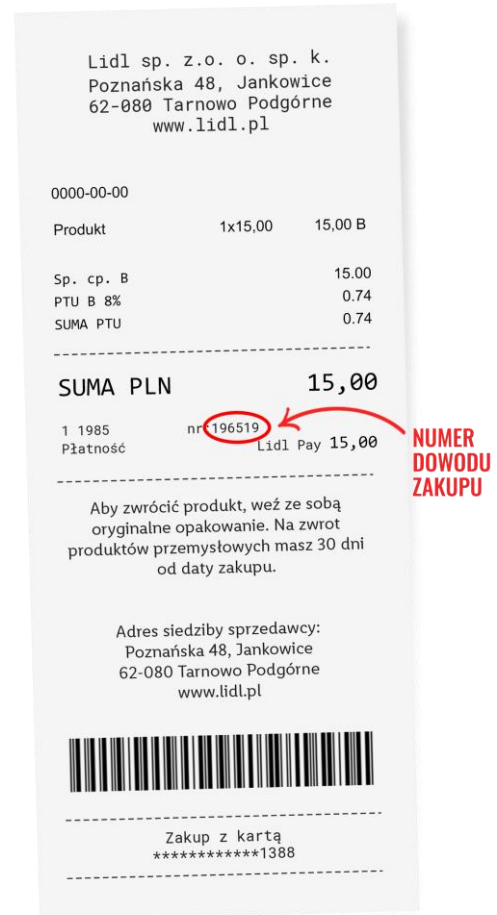 Lidl sp. z.o. o. sp. k.
Poznańska 48, Jankowice
62-080 Tarnowo Podgórne
www.lidl.pl
0000-00-00
Produkt 1x15,00 15,00 B
Sp. cp. B 15.00
PTU B 8% 0.74
SUMA PTU 0.74
SUMA PLN 15,00
1 1985 nr:196519
Płatność Lidl Pay 15,00
NUMER
DOWODU
ZAKUPU
Aby zwrócić produkt, weź ze sobą
oryginalne opakowanie. Na zwrot
produktów przemysłowych masz 30 dni
od daty zakupu.
Adres siedziby sprzedawcy:
Poznańska 48, Jankowice
62-080 Tarnowo Podgórne
www.lidl.pl
Zakup z kartą
************1388